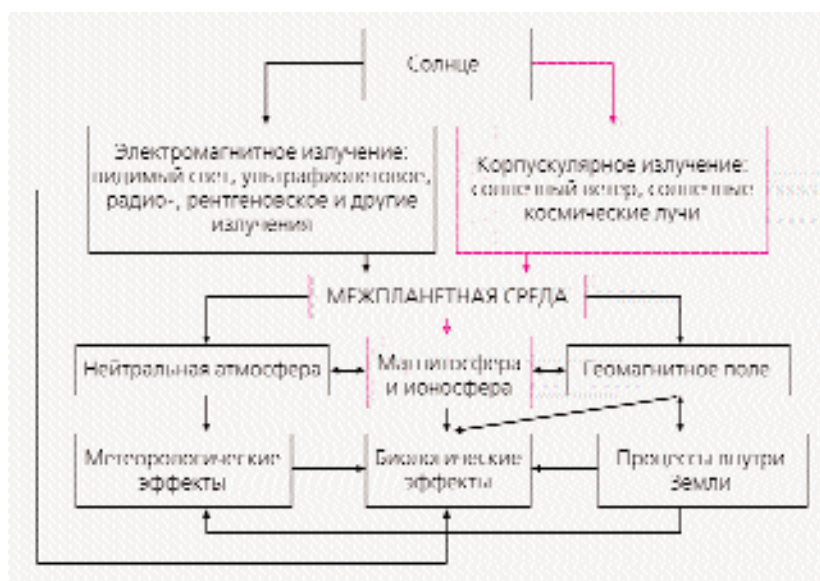 Солнце
Электромагнитное излучение:
видимый свет, ультрафиолетовое,
радио-, рентгеновское и другие
излучения
Корпускулярное излучение:
солнечный ветер, солнечные
космические лучи
МЕЖПЛАНЕТНАЯ СРЕДА
Нейтральная атмосфера
Магнитосфера
и ионосфера
Геомагнитное поле
Метеорологические
эффекты
Биологические
эффекты
Процессы внутри
Земли